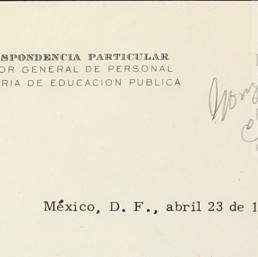 SPONDENCIA PARTICULAR
OR GENERAL DE PERSONAL
RIA DE EDUCACION PUBLICA
México, D. F., abril 23 de 1